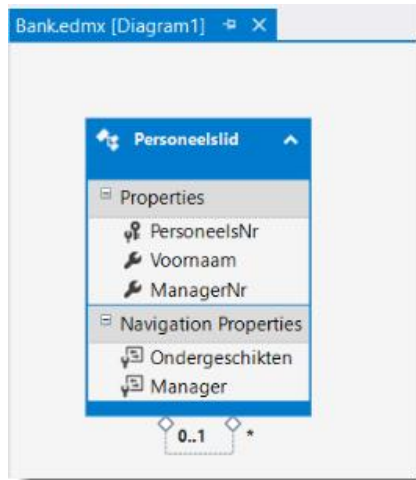 Bank.edmx [Diagram1]
Personeelslid
Properties
PersoneelsNr
Voornaam
ManagerNr
Navigation Properties
Ondergeschikten
Manager
0..1 *